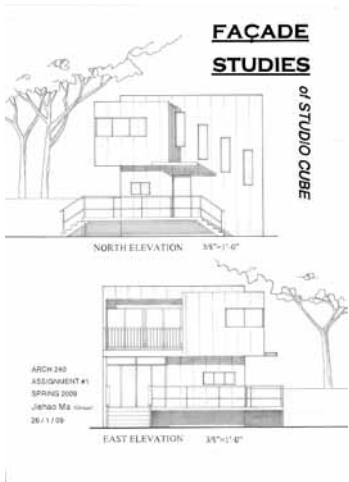 FAÇADE
STUDIES
of STUDIO CUBE
NORTH ELEVATION 3/8"=1'-0"
ARCH 240
ASSIGNMENT #1
SPRING 2009
Jiehao Ma
26 / 1 / 09
EAST ELEVATION 3/8"=1'-0"